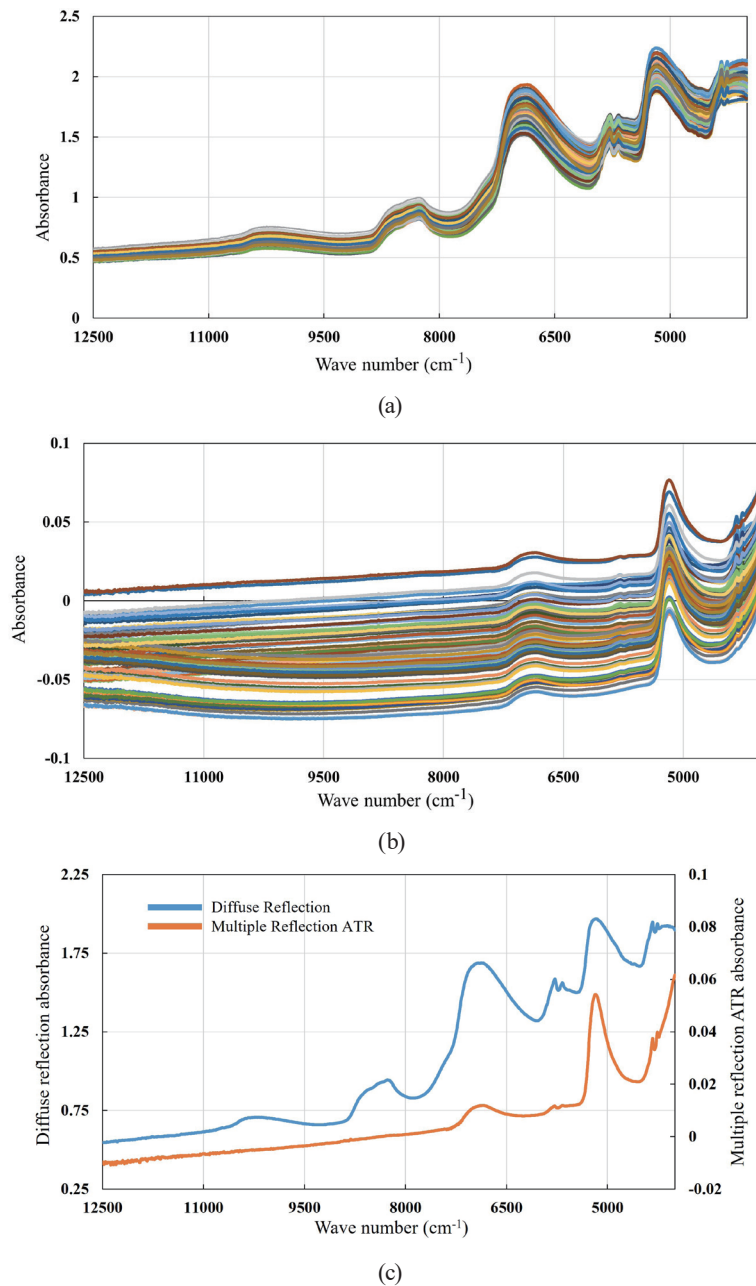 2.5
2
1.5
1
0.5
0
Absorbance
12500 11000 9500 8000 6500 5000
Wave number (cm-1)
(a)
0.1
0.05
0
-0.05
-0.1
Absorbance
12500 11000 9500 8000 6500 5000
Wave number (cm-1)
(b)
2.25
1.75
1.25
0.75
0.25
Diffuse reflection absorbance
Diffuse Reflection
Multiple Reflection ATR
0.1
0.08
0.06
0.04
0.02
0
-0.02
Multiple reflection ATR absorbance
12500 11000 9500 8000 6500 5000
Wave number (cm-1)
(c)